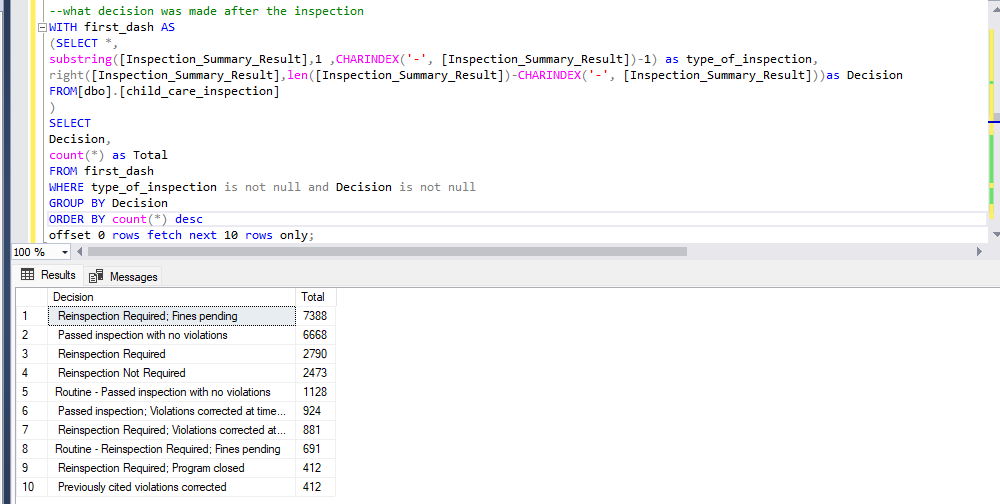 --what decision was made after the inspection
WITH first_dash AS
(SELECT *,
substring([Inspection_Summary_Result],1 ,CHARINDEX('-', [Inspection_Summary_Result])-1) as type_of_inspection,
right([Inspection_Summary_Result],len([Inspection_Summary_Result])-CHARINDEX('-', [Inspection_Summary_Result]))as Decision
FROM[dbo].[child_care_inspection]
)
SELECT
Decision,
count(*) as Total
FROM first_dash
WHERE type_of_inspection is not null and Decision is not null
GROUP BY Decision
ORDER BY count(*) desc
offset 0 rows fetch next 10 rows only;
100 %
Results Messages
Decision Total
1 Reinspection Required; Fines pending 7388
2 Passed inspection with no violations 6668
3 Reinspection Required 2790
4 Reinspection Not Required 2473
5 Routine - Passed inspection with no violations 1128
6 Passed inspection; Violations corrected at time... 924
7 Reinspection Required; Violations corrected at... 881
8 Routine - Reinspection Required; Fines pending 691
9 Reinspection Required; Program closed 412
10 Previously cited violations corrected 412